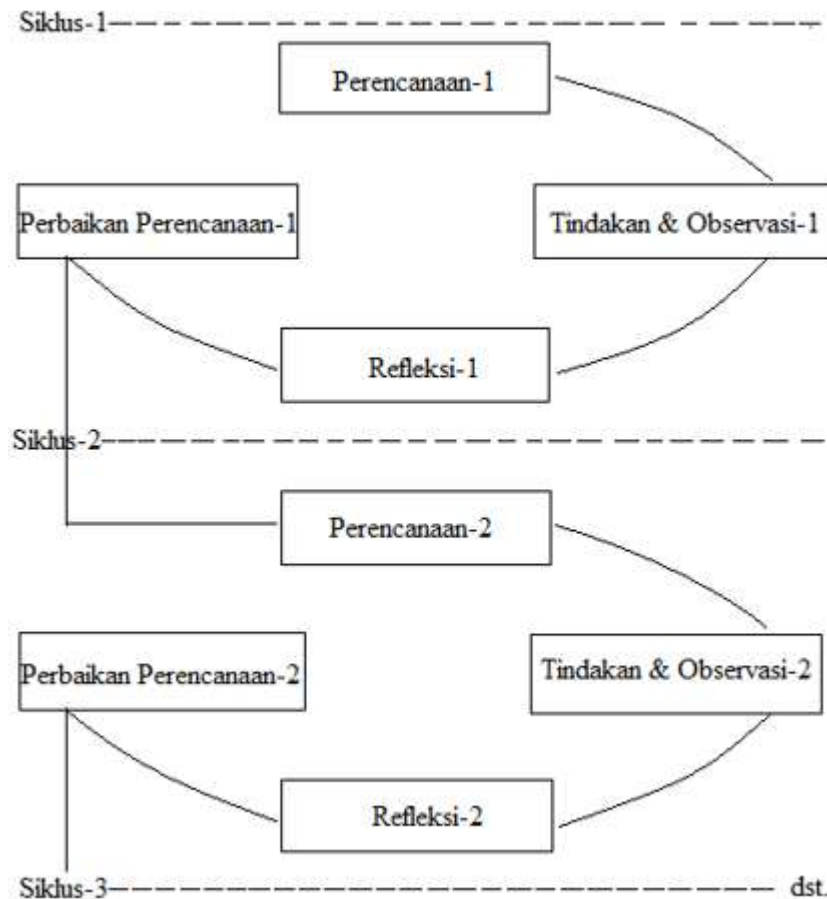 Siklus-1
Perencanaan-1
Perbaikan Perencanaan-1
Tindakan & Observasi-1
Refleksi-1
Siklus-2
Perencanaan-2
Perbaikan Perencanaan-2
Tindakan & Observasi-2
Refleksi-2
Siklus-3
dst.